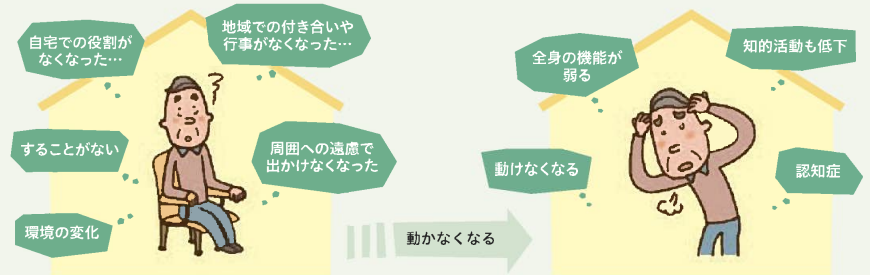 自宅での役割が
なくなった…
地域での付き合いや
行事がなくなった…
することがない
周囲への遠慮で
出かけなくなった
環境の変化
動かなくなる
全身の機能が
弱る
知的活動も低下
動けなくなる
認知症